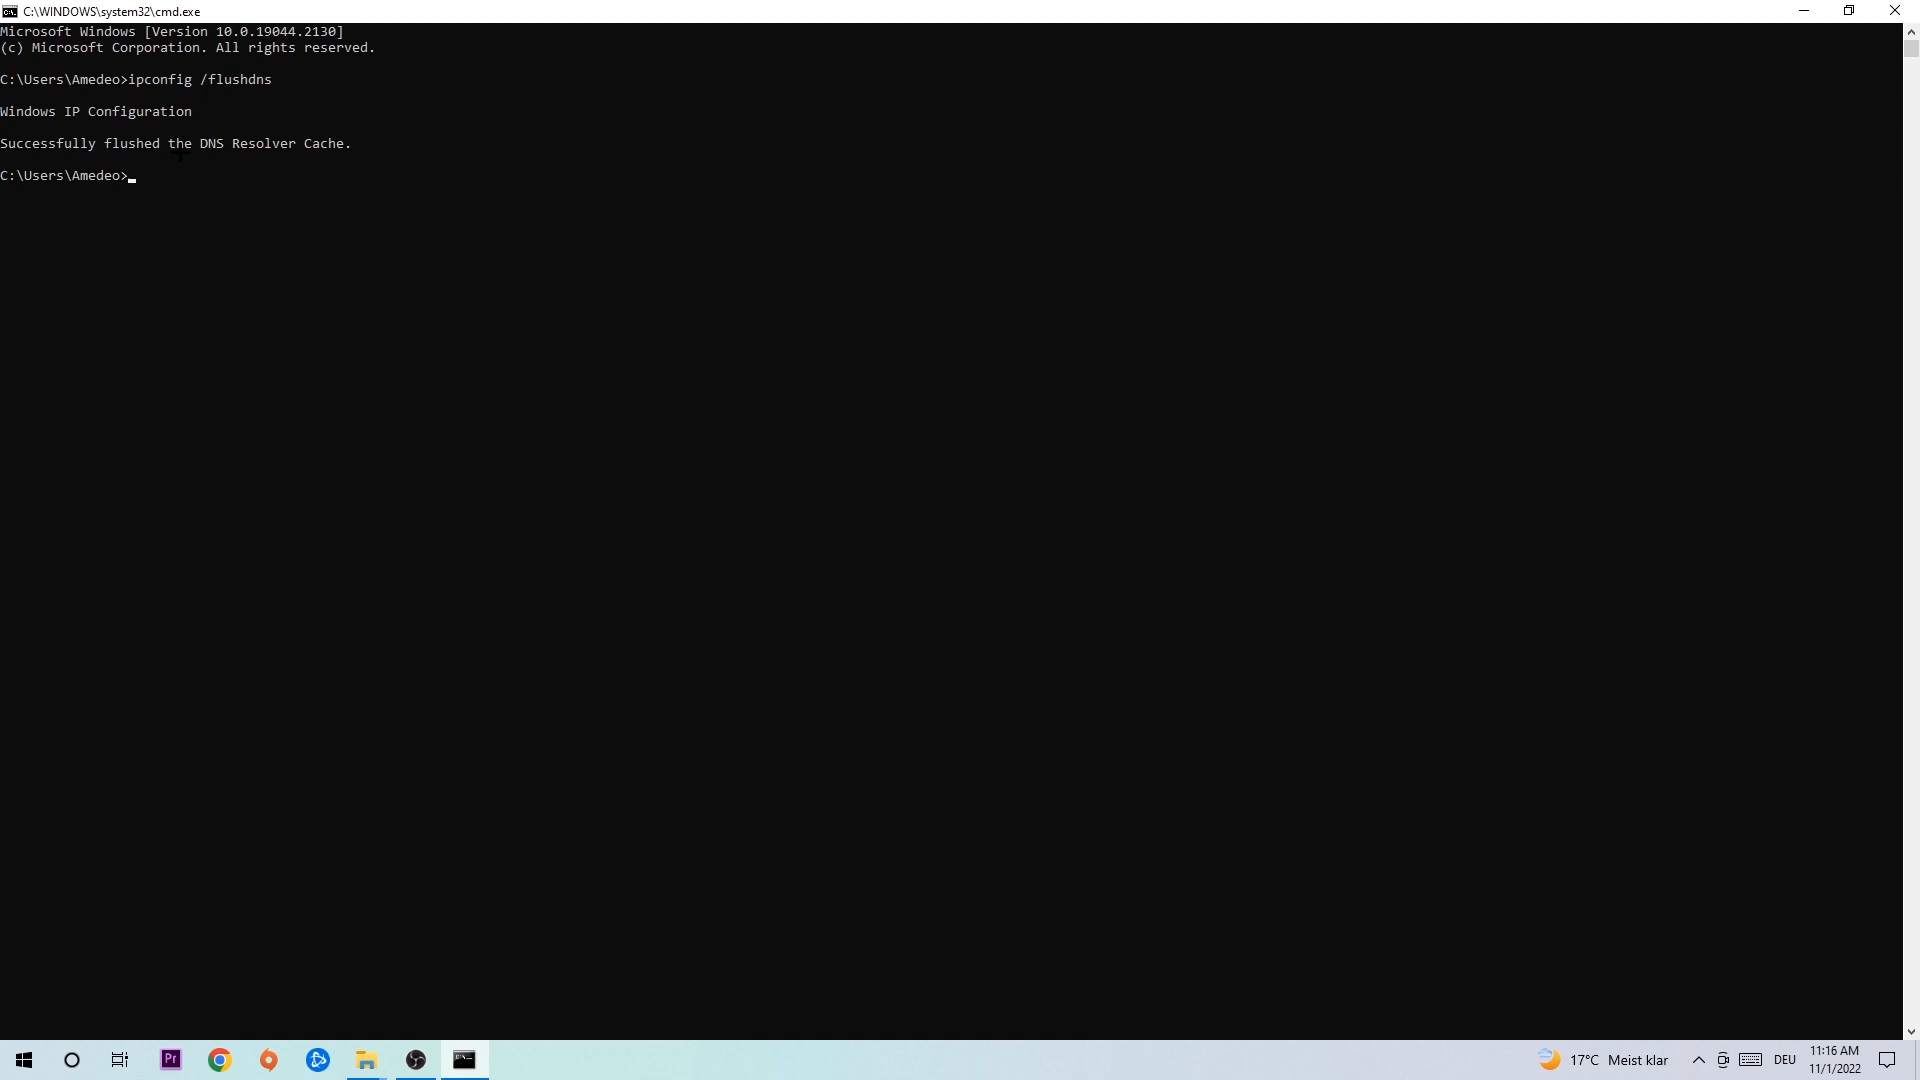 C:\WINDOWS\system32\cmd.exe
Microsoft Windows [Version 10.0.19044.2130]
(c) Microsoft Corporation. All rights reserved.
C:\Users\Amedeo>ipconfig /flushdns
Windows IP Configuration
Successfully flushed the DNS Resolver Cache.
C:\Users\Amedeo>
Pr
17°C Meist klar
DEU
11:16 AM
11/1/2022